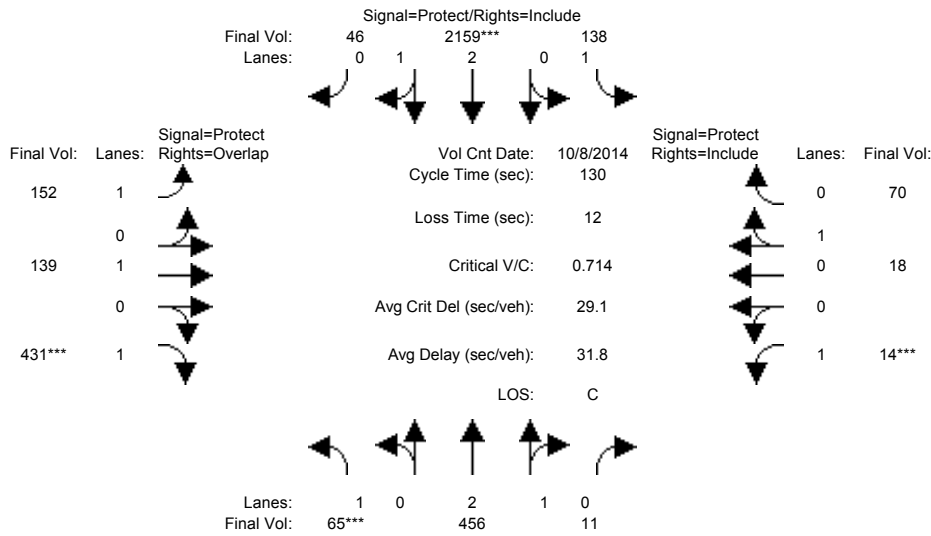 Signal=Protect/Rights=Include
Final Vol: 46 2159*** 138
Lanes: 0 1 2 0 1
Signal=Protect Signal=Protect
Final Vol: Lanes: Rights=Overlap Vol Cnt Date: 10/8/2014 Rights=Include Lanes: Final Vol:
Cycle Time (sec): 130
152 1 0 70
Loss Time (sec): 12
0 1
139 1 Critical V/C: 0.714 0 18
0 Avg Crit Del (sec/veh): 29.1 0
431*** 1 Avg Delay (sec/veh): 31.8 1 14***
LOS: C
Lanes: 1 0 2 1 0
Final Vol: 65*** 456 11